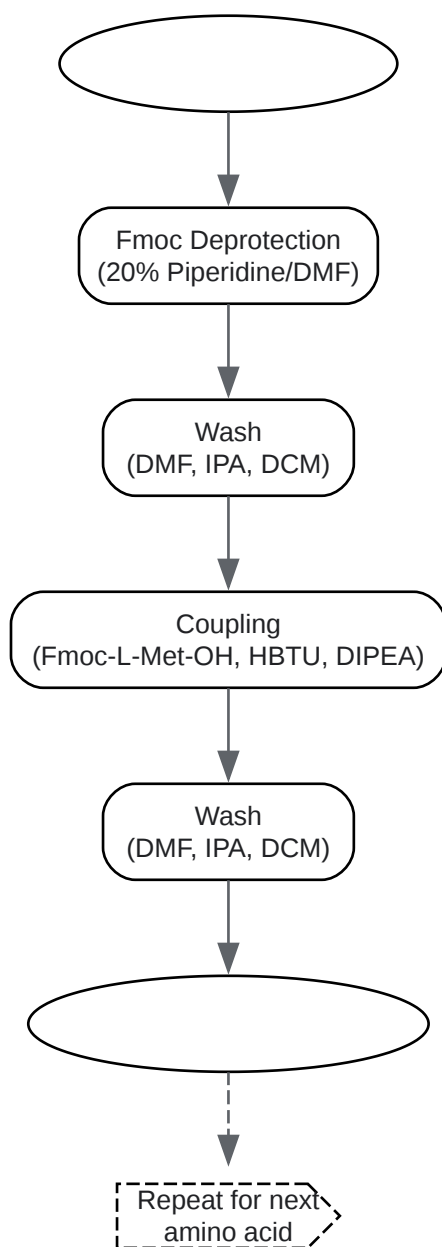 Fmoc Deprotection
(20% Piperidine/DMF)
Wash
(DMF, IPA, DCM)
Coupling
(Fmoc-L-Met-OH, HBTU, DIPEA)
Wash
(DMF, IPA, DCM)
Repeat for next
amino acid